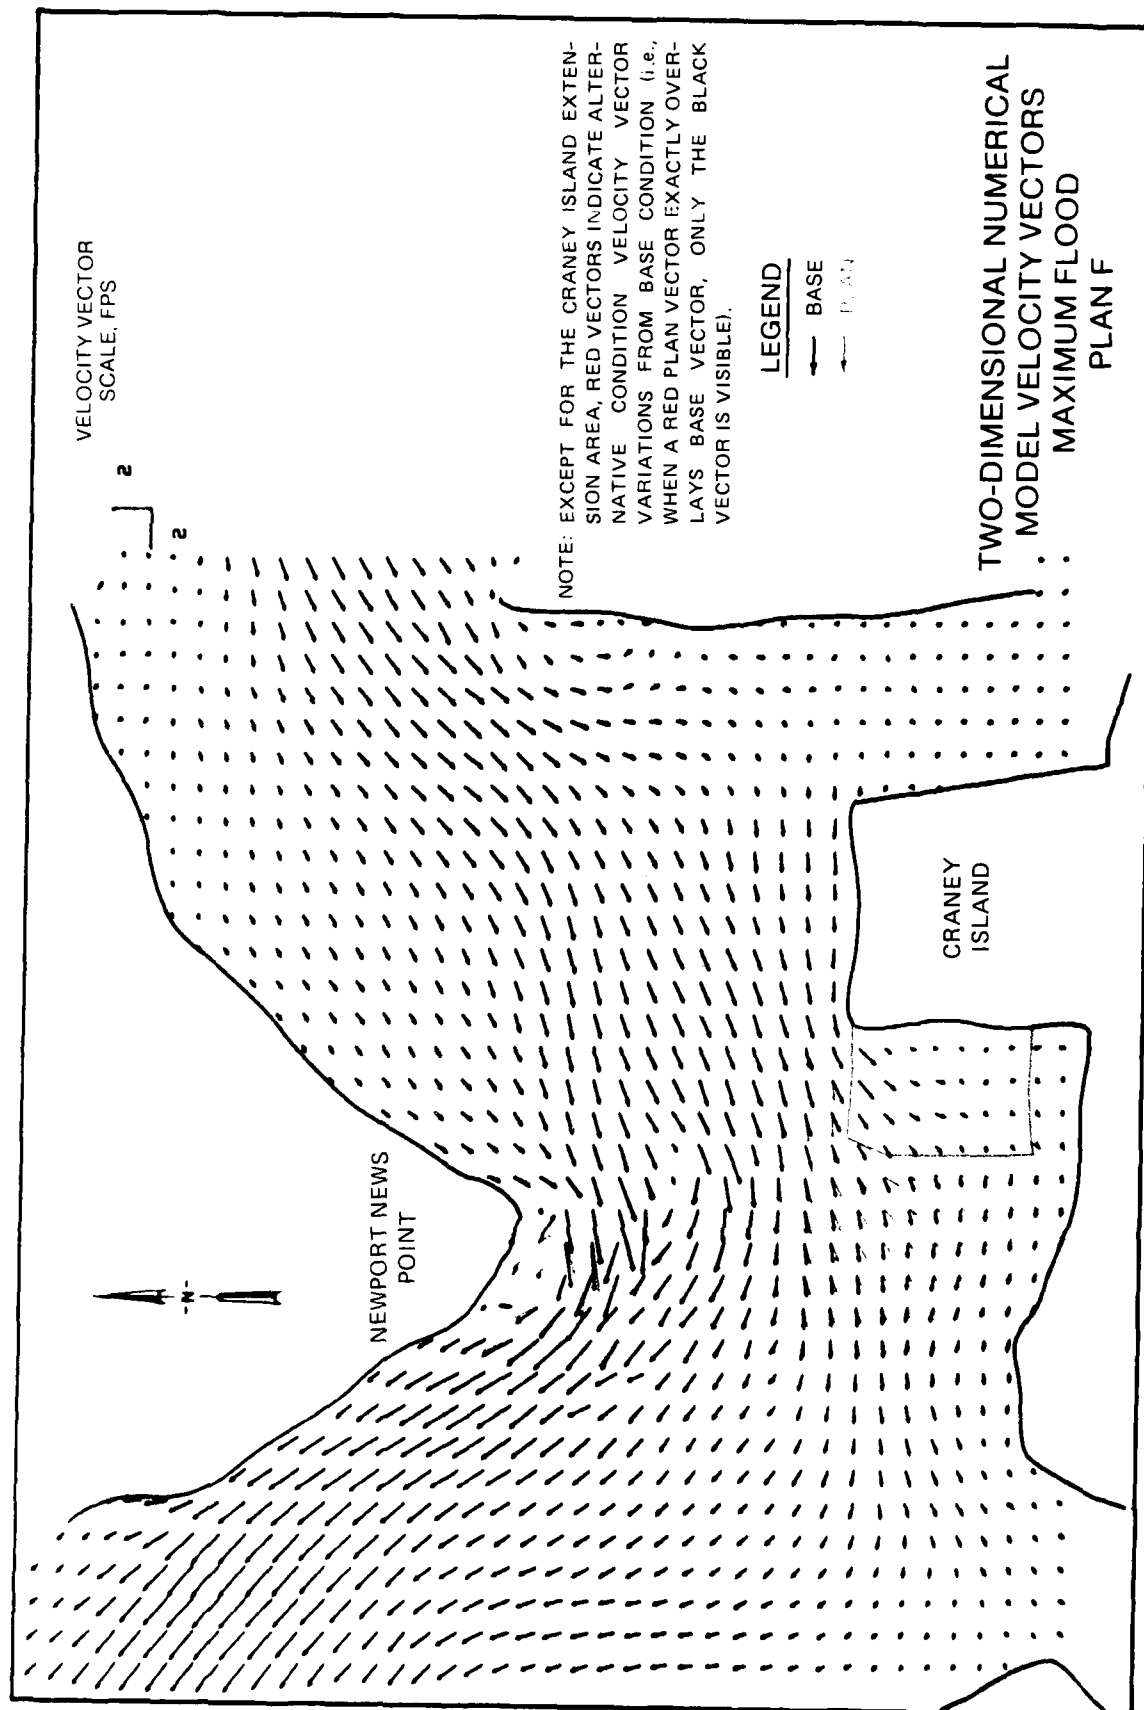 VELOCITY VECTOR
SCALE, FPS
2
2
-N-
NEWPORT NEWS
POINT
NOTE: EXCEPT FOR THE CRANEY ISLAND EXTEN-
SION AREA, RED VECTORS INDICATE ALTER-
NATIVE CONDITION VELOCITY VECTOR
VARIATIONS FROM BASE CONDITION (i.e.,
WHEN A RED PLAN VECTOR EXACTLY OVER-
LAYS BASE VECTOR, ONLY THE BLACK
VECTOR IS VISIBLE).
LEGEND
BASE
PLAN
CRANEY
ISLAND
TWO-DIMENSIONAL NUMERICAL
MODEL VELOCITY VECTORS
MAXIMUM FLOOD
PLAN F